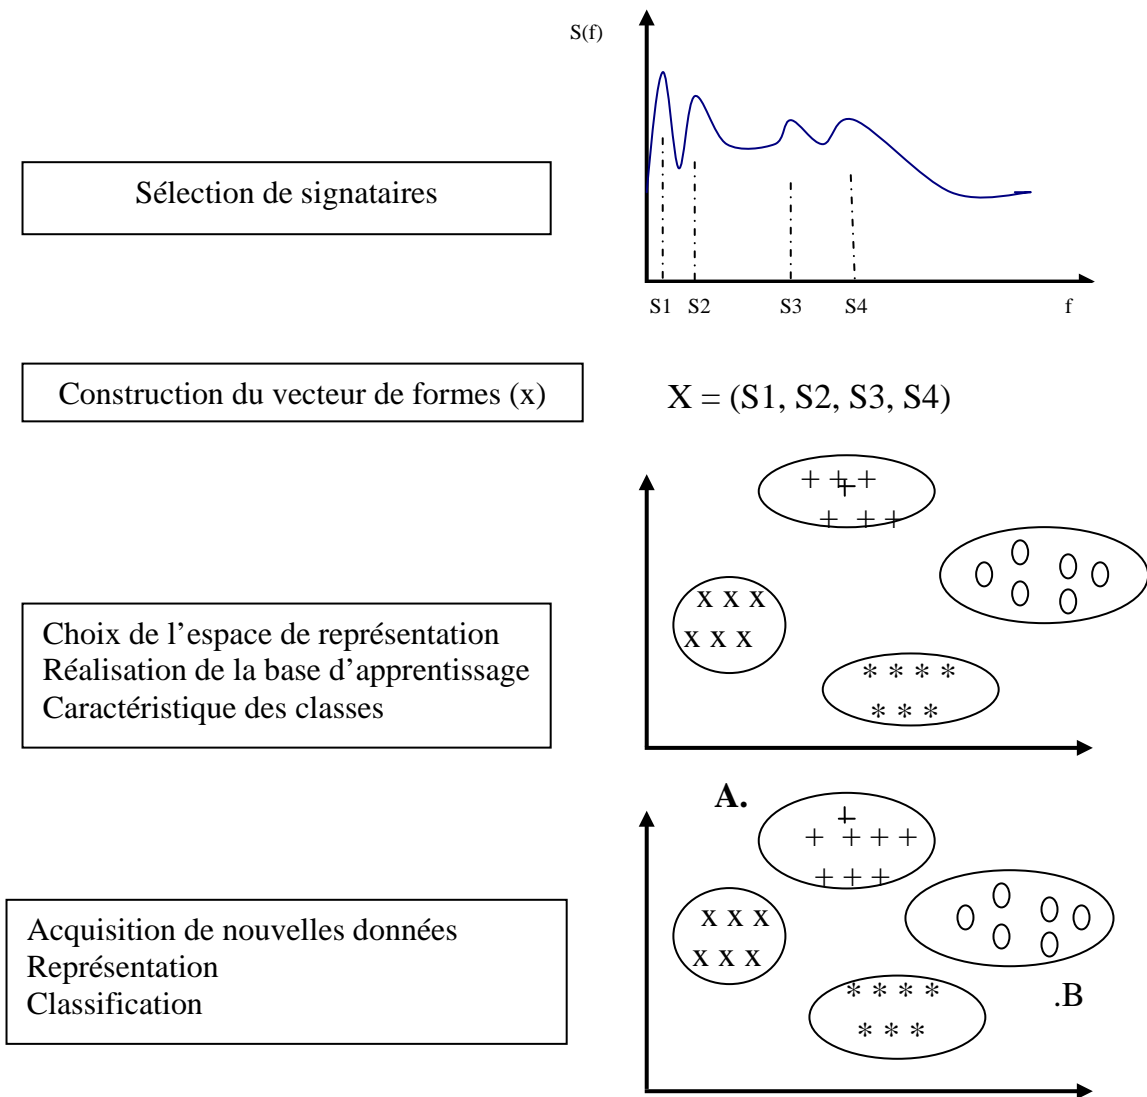 S(f)
Sélection de signataires
S1 S2 S3 S4 f
Construction du vecteur de formes (x)
X = (S1, S2, S3, S4)
+ + + +
+ + +
x x x
x x x
Choix de l’espace de représentation
Réalisation de la base d’apprentissage
Caractéristique des classes
* * * *
* * *
A.
+
+ + + +
+ + +
x x x
x x x
Acquisition de nouvelles données
Représentation
Classification
* * * *
.B
* * *